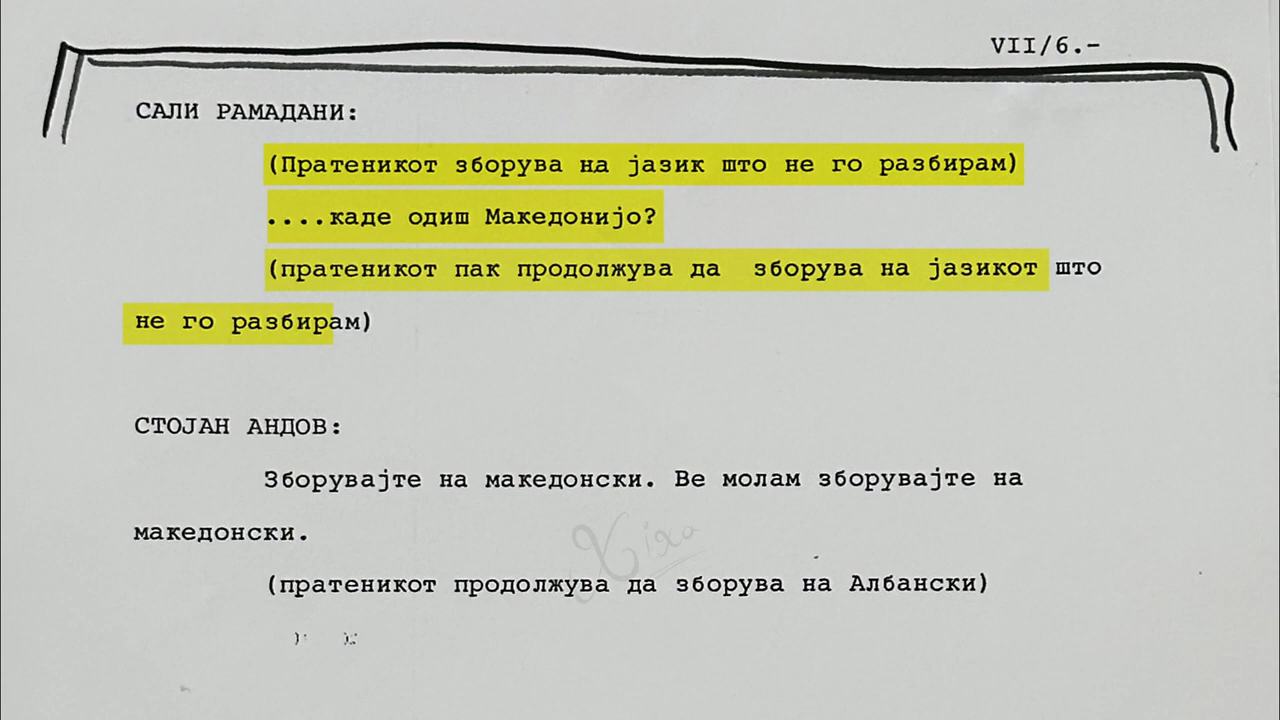 VII/6.-
САЛИ РАМАДАНИ:
(Пратеникот зборува на јазик што не го разбирам)
....каде одиш Македонијо?
(пратеникот пак продолжува да зборува на јазикот што
не го разбирам)
СТОЈАН АНДОВ:
Зборувајте на македонски. Ве молам зборувајте на
македонски.
(пратеникот продолжува да зборува на Албански)